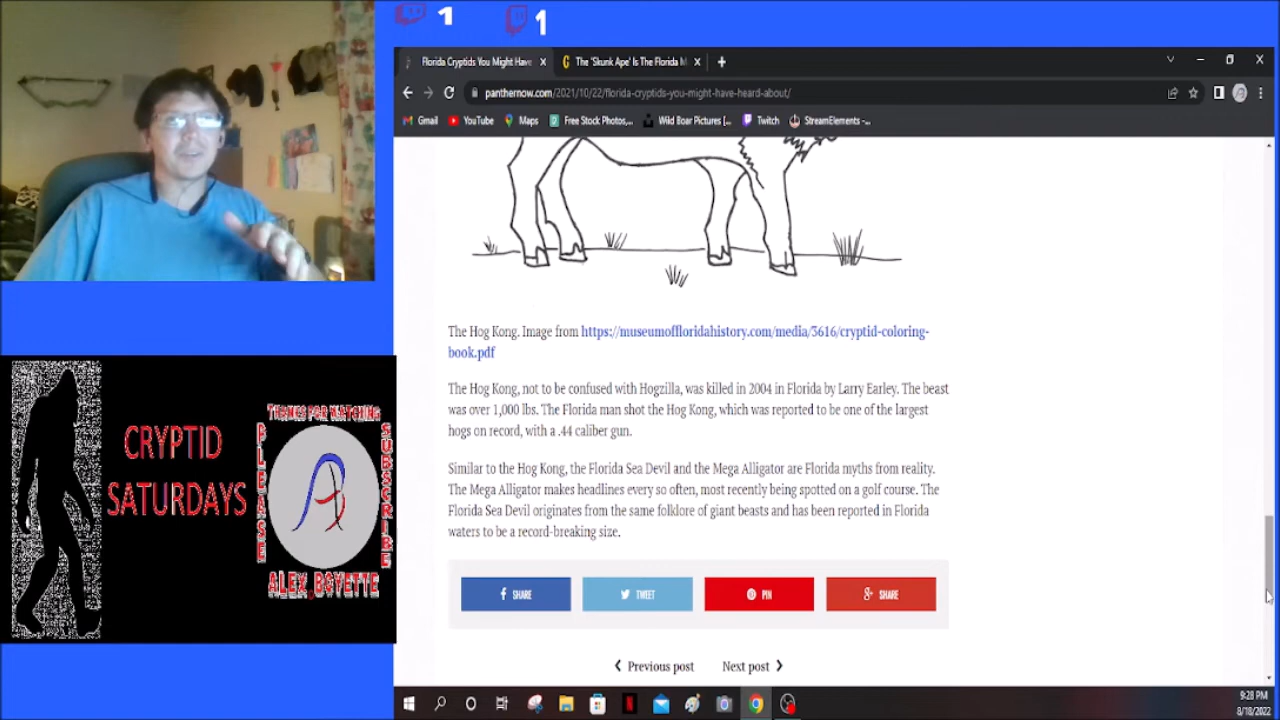 1
1
Florida Cryptids You Might Have
The 'Skunk Ape' Is The Florida M
panthernow.com/2021/10/22/florida-cryptids-you-might-have-heard-about/
Gmail YouTube Maps Free Stock Photos,... Wild Boar Pictures [... Twitch StreamElements -...
The Hog Kong. Image from https://museumoffloridahistory.com/media/3616/cryptid-coloring-
book.pdf
The Hog Kong, not to be confused with Hogzilla, was killed in 2004 in Florida by Larry Earley. The beast
was over 1,000 lbs. The Florida man shot the Hog Kong, which was reported to be one of the largest
hogs on record, with a .44 caliber gun.
Similar to the Hog Kong, the Florida Sea Devil and the Mega Alligator are Florida myths from reality.
The Mega Alligator makes headlines every so often, most recently being spotted on a golf course. The
Florida Sea Devil originates from the same folklore of giant beasts and has been reported in Florida
waters to be a record-breaking size.
SHARE TWEET PIN SHARE
Previous post Next post
9:28 PM
8/18/2022
CRYPTID
SATURDAYS
THANKS FOR WATCHING
PLEASE
SUBSCRIBE
ALEX.BOYETTE